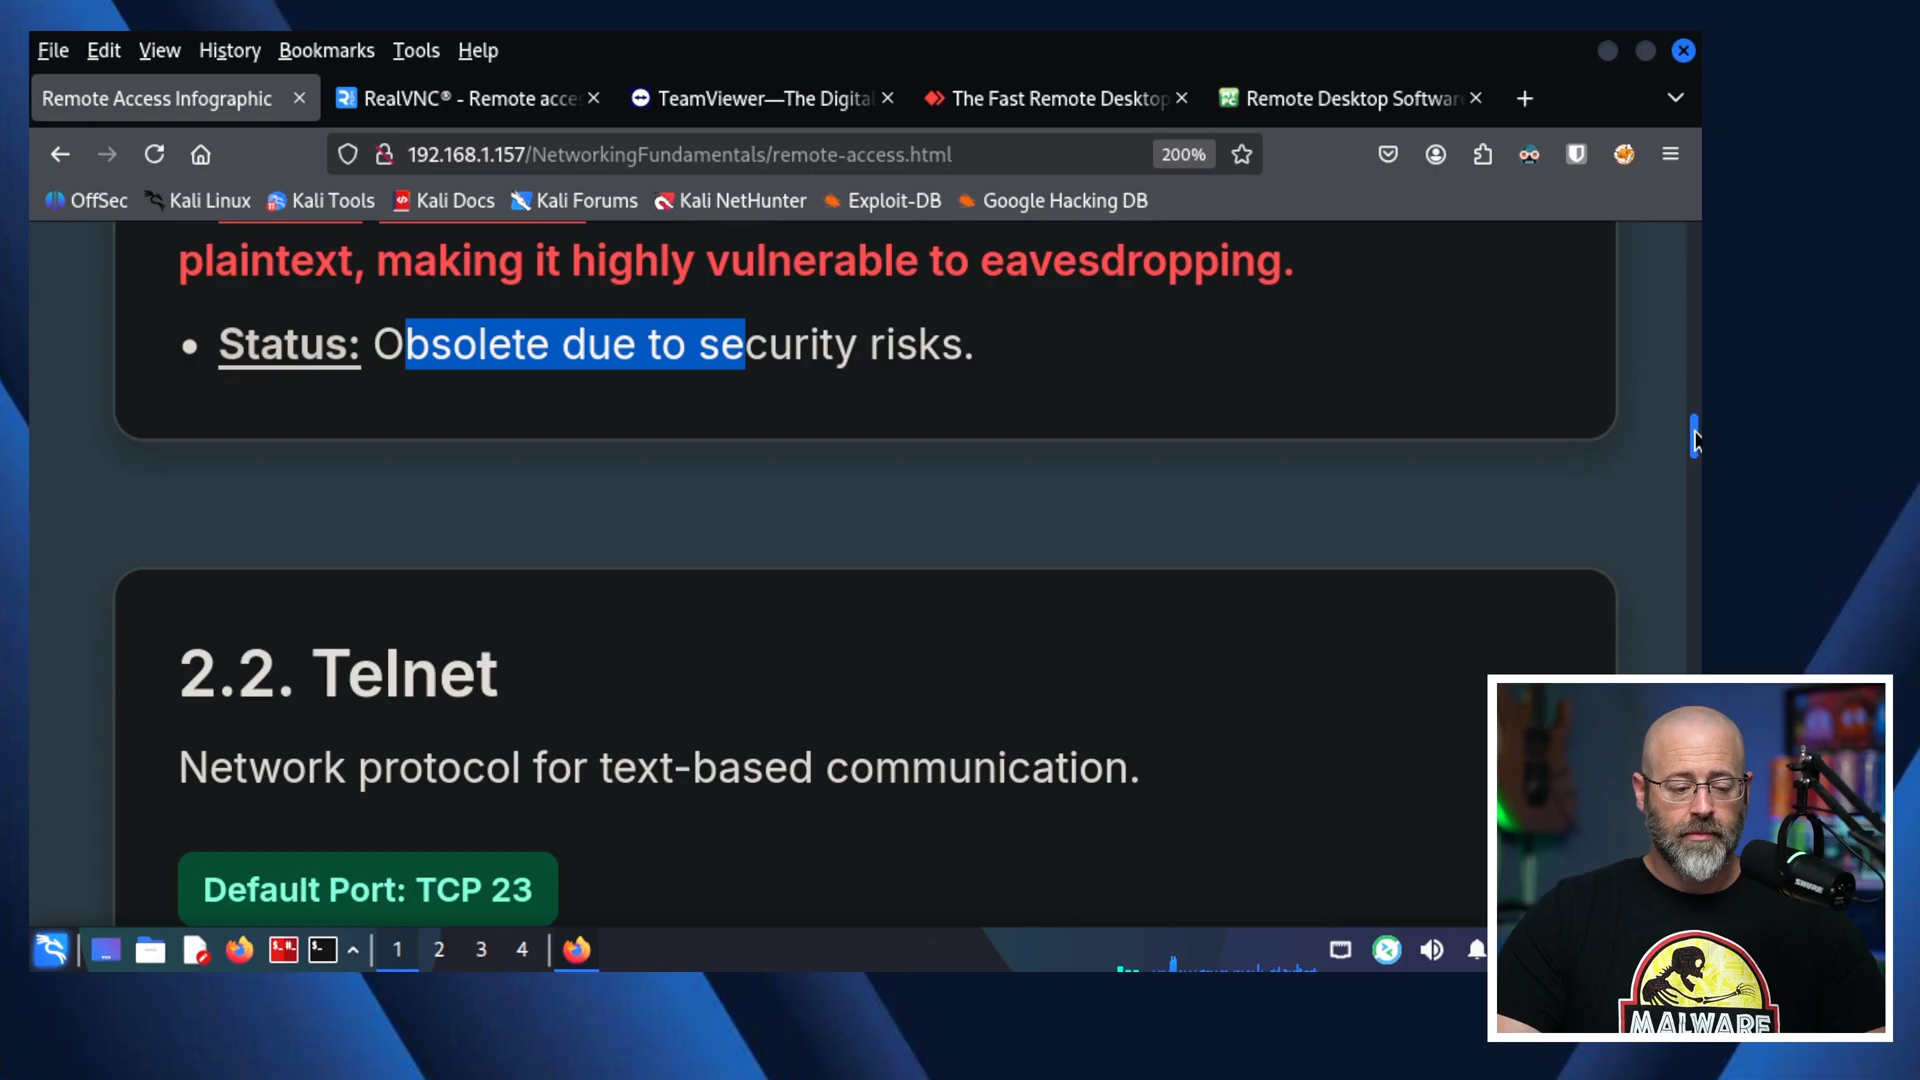 File Edit View History Bookmarks Tools Help
Remote Access Infographic
RealVNC® - Remote acce
TeamViewer—The Digital
The Fast Remote Desktop
Remote Desktop Softwar
192.168.1.157/NetworkingFundamentals/remote-access.html
200%
OffSec Kali Linux Kali Tools Kali Docs Kali Forums Kali NetHunter Exploit-DB Google Hacking DB
plaintext, making it highly vulnerable to eavesdropping.
• Status: Obsolete due to security risks.
2.2. Telnet
Network protocol for text-based communication.
Default Port: TCP 23
1 2 3 4
SHURE
MALWARE